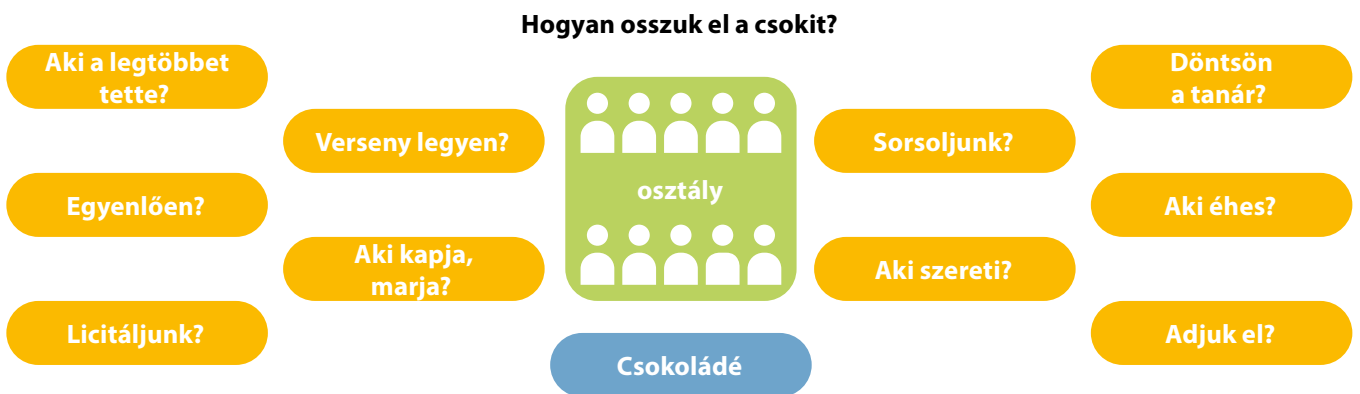 Hogyan osszuk el a csokit?
Aki a legtöbbet
tette?
Verseny legyen?
Egyenlően?
Aki kapja,
marja?
Licitáljunk?
osztály
Csokoládé
Döntsön
a tanár?
Sorsoljunk?
Aki éhes?
Aki szereti?
Adjuk el?